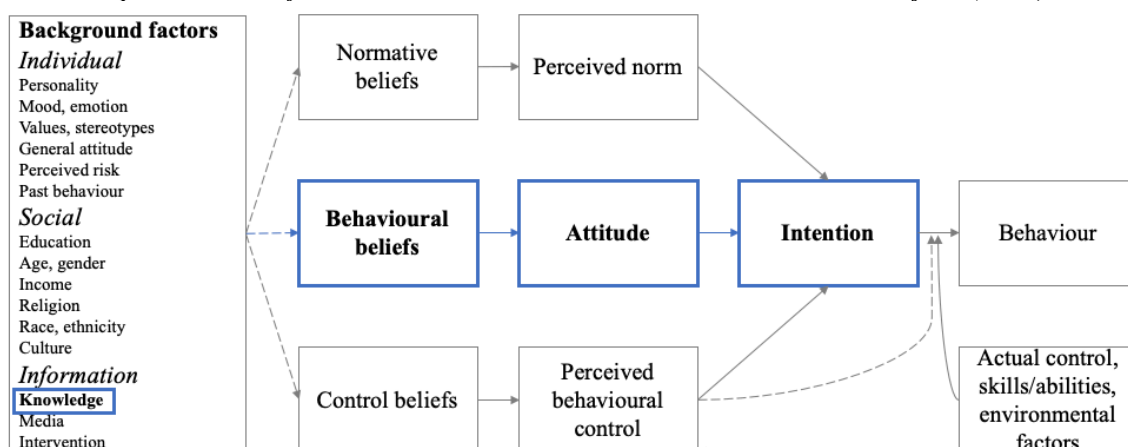 Background factors
Individual
Personality
Mood, emotion
Values, stereotypes
General attitude
Perceived risk
Past behaviour
Social
Education
Age, gender
Income
Religion
Race, ethnicity
Culture
Information
Knowledge
Media
Intervention
Normative
beliefs
Perceived norm
Behavioural
beliefs
Attitude
Intention
Behaviour
Control beliefs
Perceived
behavioural
control
Actual control,
skills/abilities,
environmental
factors